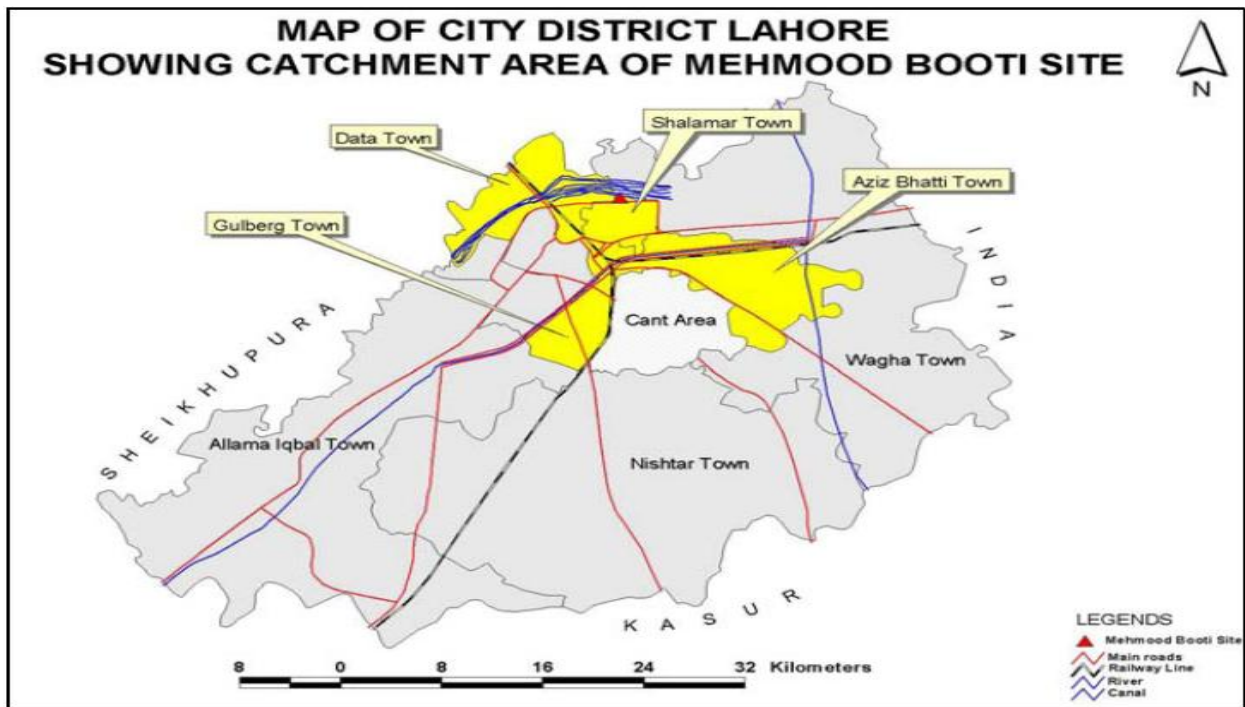 MAP OF CITY DISTRICT LAHORE
SHOWING CATCHMENT AREA OF MEHMOOD BOOTI SITE
N
Shalamar Town
Data Town
Aziz Bhatti Town
Gulberg Town
INDIA
SHEIKHUPURA
Cant Area
Wagha Town
Allama Iqbal Town
Nishtar Town
KASUR
LEGENDS
Mehmood Booti Site
Main roads
Railway Line
River
Canal
8 0 8 16 24 32 Kilometers